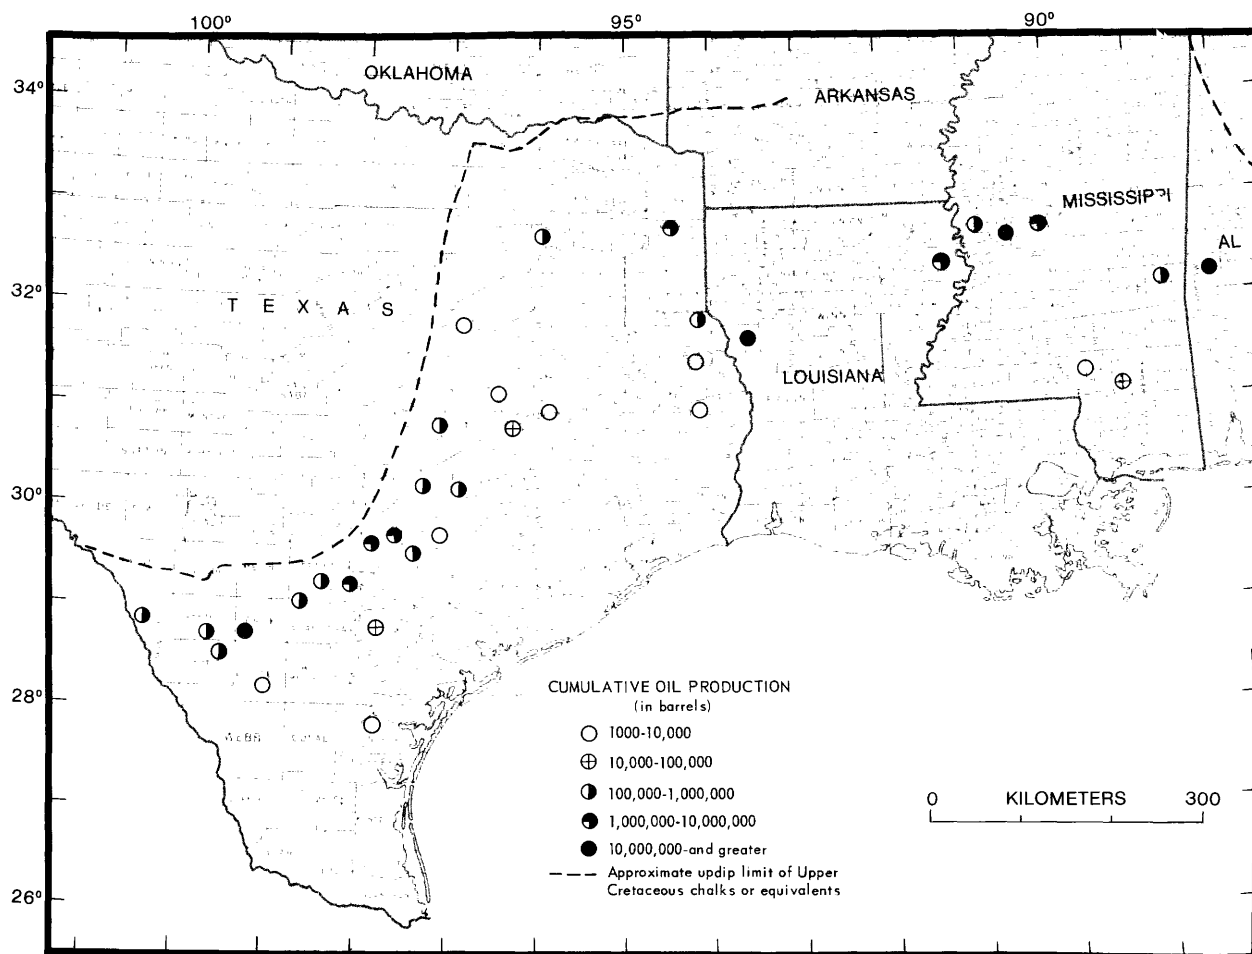 100° 95° 90°
34°
OKLAHOMA
ARKANSAS
MISSISSIPPI
AL
32°
T E X A S
LOUISIANA
30°
28°
26°
CUMULATIVE OIL PRODUCTION
(in barrels)
1000-10,000
10,000-100,000
100,000-1,000,000
1,000,000-10,000,000
10,000,000-and greater
Approximate updip limit of Upper
Cretaceous chalks or equivalents
0 KILOMETERS 300